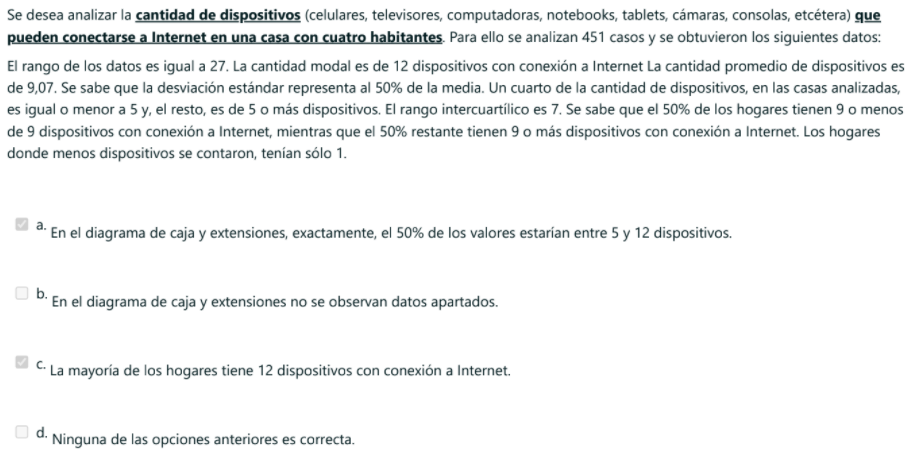 Se desea analizar la cantidad de dispositivos (celulares, televisores, computadoras, notebooks, tablets, cámaras, consolas, etcétera) que
pueden conectarse a Internet en una casa con cuatro habitantes. Para ello se analizan 451 casos y se obtuvieron los siguientes datos:
El rango de los datos es igual a 27. La cantidad modal es de 12 dispositivos con conexión a Internet La cantidad promedio de dispositivos es
de 9,07. Se sabe que la desviación estándar representa al 50% de la media. Un cuarto de la cantidad de dispositivos, en las casas analizadas,
es igual o menor a 5 y, el resto, es de 5 o más dispositivos. El rango intercuartílico es 7. Se sabe que el 50% de los hogares tienen 9 o menos
de 9 dispositivos con conexión a Internet, mientras que el 50% restante tienen 9 o más dispositivos con conexión a Internet. Los hogares
donde menos dispositivos se contaron, tenían sólo 1.
a. En el diagrama de caja y extensiones, exactamente, el 50% de los valores estarían entre 5 y 12 dispositivos.
b. En el diagrama de caja y extensiones no se observan datos apartados.
c. La mayoría de los hogares tiene 12 dispositivos con conexión a Internet.
d. Ninguna de las opciones anteriores es correcta.